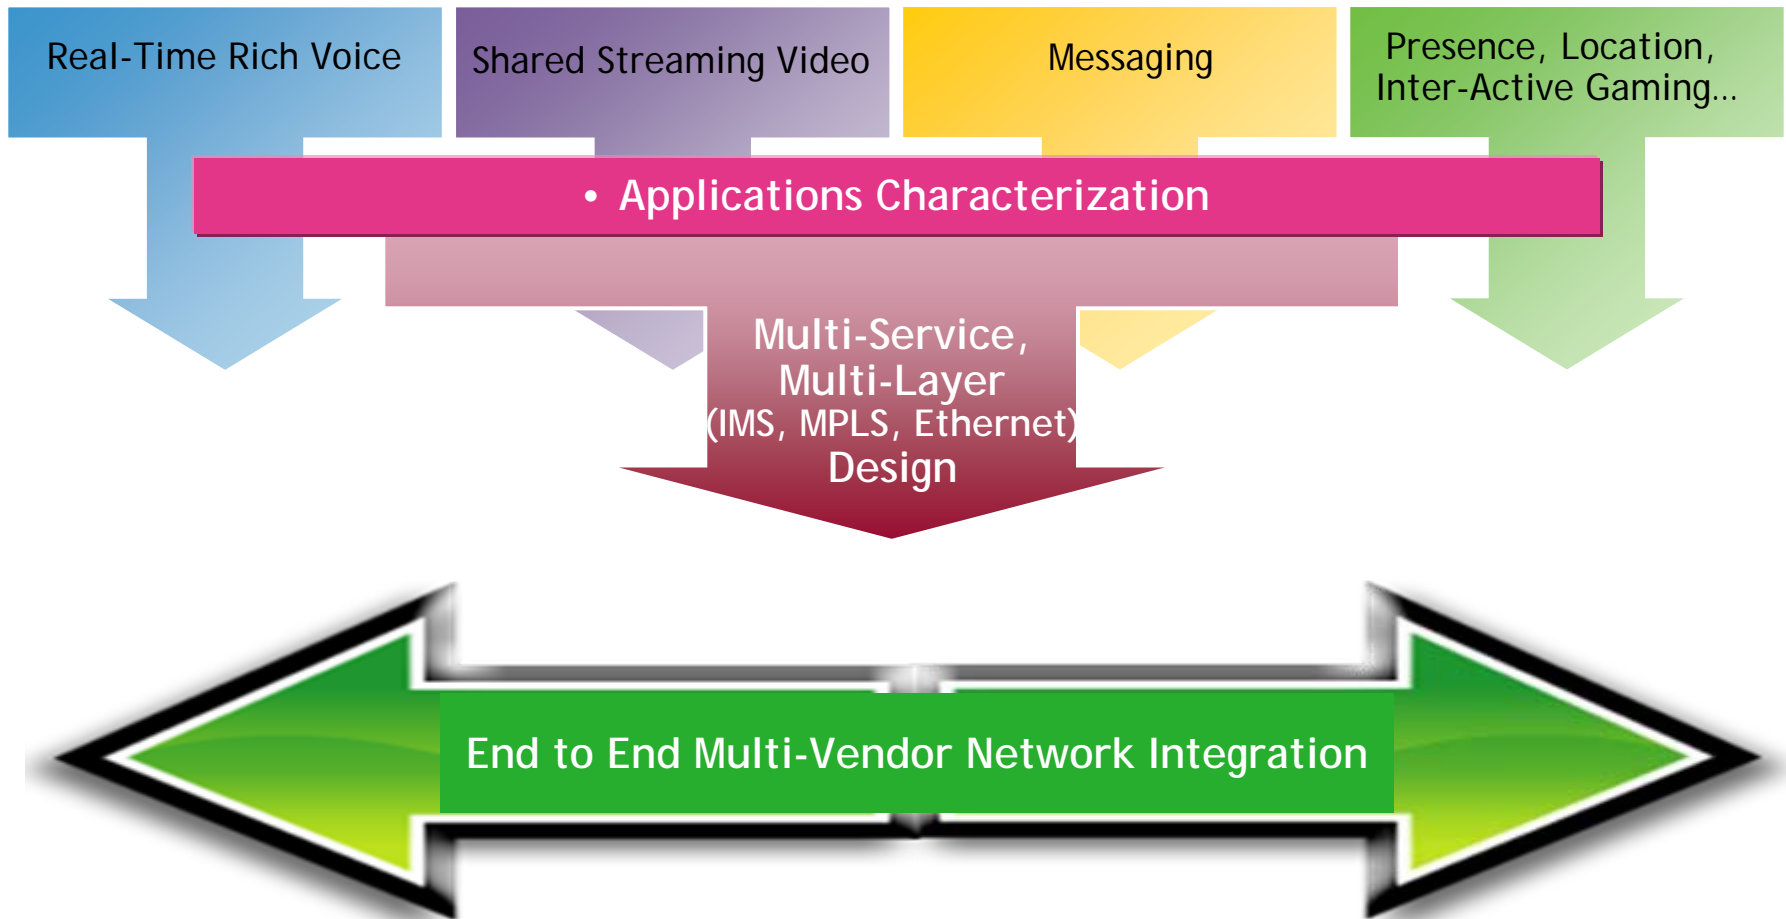 Real-Time Rich Voice
Shared Streaming Video
Messaging
Presence, Location,
Inter-Active Gaming...
• Applications Characterization
Multi-Service,
Multi-Layer
(IMS, MPLS, Ethernet)
Design
End to End Multi-Vendor Network Integration